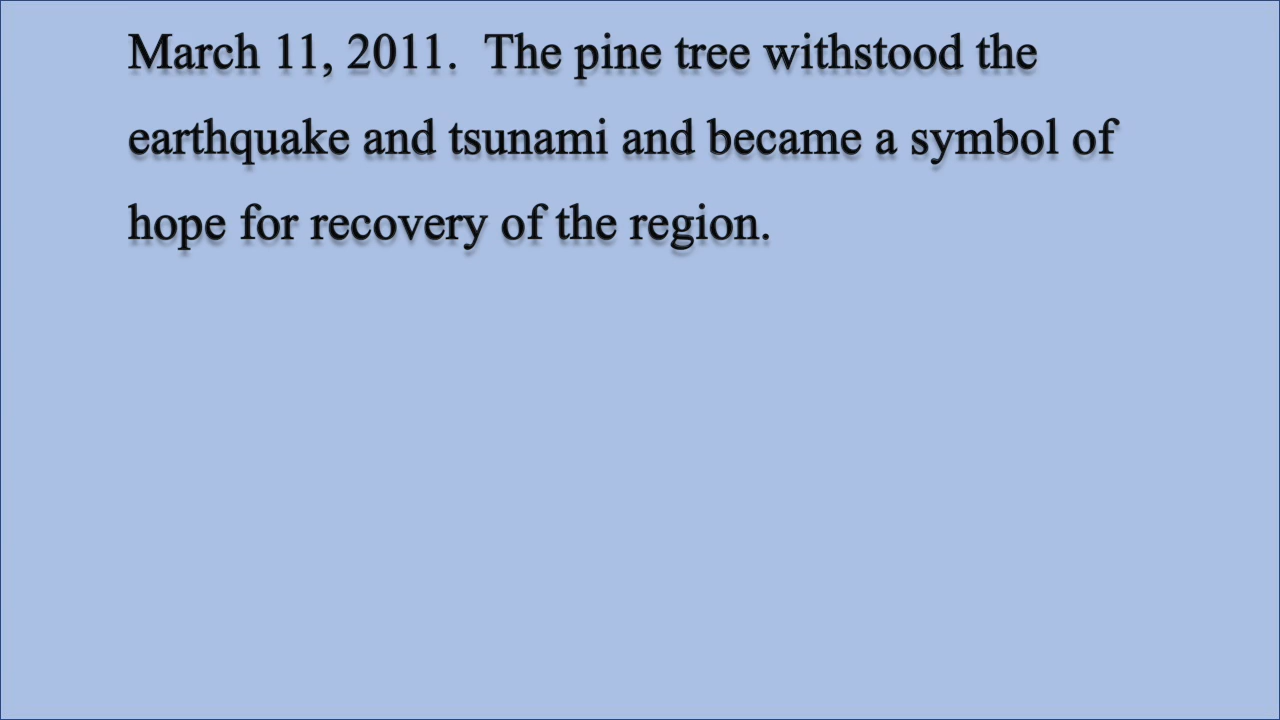 March 11, 2011.  The pine tree withstood the
earthquake and tsunami and became a symbol of
hope for recovery of the region.